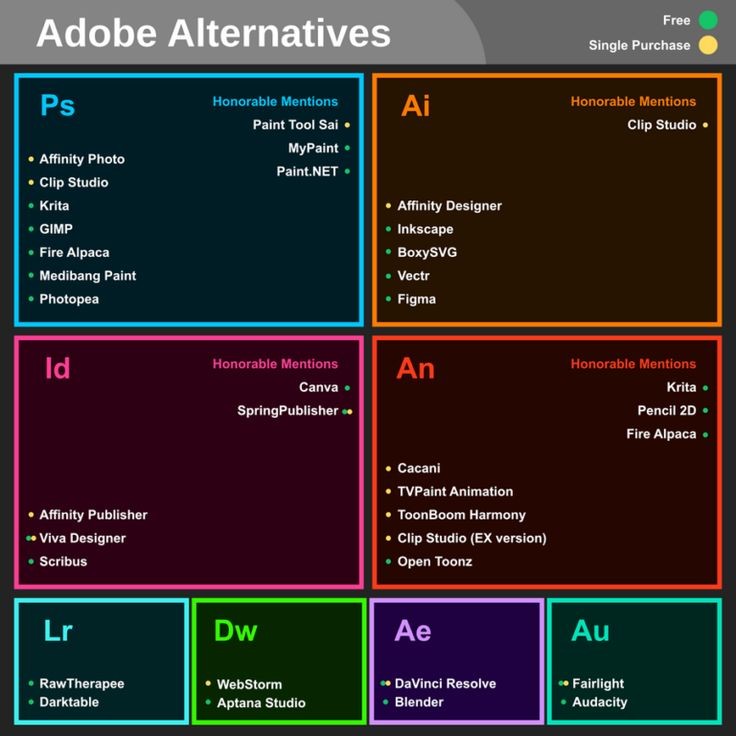 Adobe Alternatives
Free
Single Purchase
Ps
Honorable Mentions
Paint Tool Sai
MyPaint
Paint.NET
Affinity Photo
Clip Studio
Krita
GIMP
Fire Alpaca
Medibang Paint
Photopea
Ai
Honorable Mentions
Clip Studio
Affinity Designer
Inkscape
BoxySVG
Vectr
Figma
Id
Honorable Mentions
Canva
SpringPublisher
Affinity Publisher
Viva Designer
Scribus
An
Honorable Mentions
Krita
Pencil 2D
Fire Alpaca
Cacani
TVPaint Animation
ToonBoom Harmony
Clip Studio (EX version)
Open Toonz
Lr
RawTherapee
Darktable
Dw
WebStorm
Aptana Studio
Ae
DaVinci Resolve
Blender
Au
Fairlight
Audacity